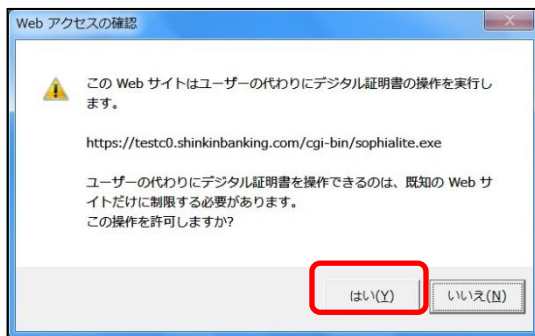 Web アクセスの確認
この Web サイトはユーザーの代わりにデジタル証明書の操作を実行し
ます。
https://testc0.shinkinbanking.com/cgi-bin/sophialite.exe
ユーザーの代わりにデジタル証明書を操作できるのは、既知の Web サ
イトだけに制限する必要があります。
この操作を許可しますか?
はい(Y) いいえ(N)